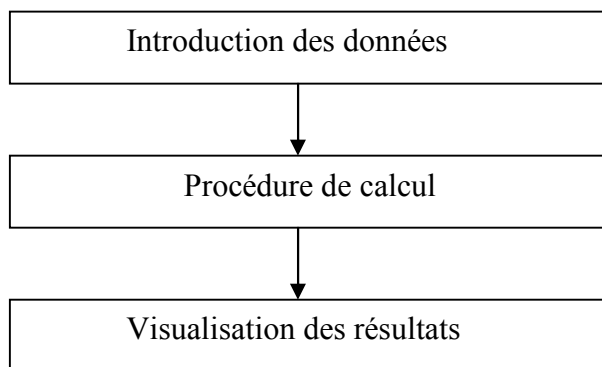 Introduction des données
Procédure de calcul
Visualisation des résultats